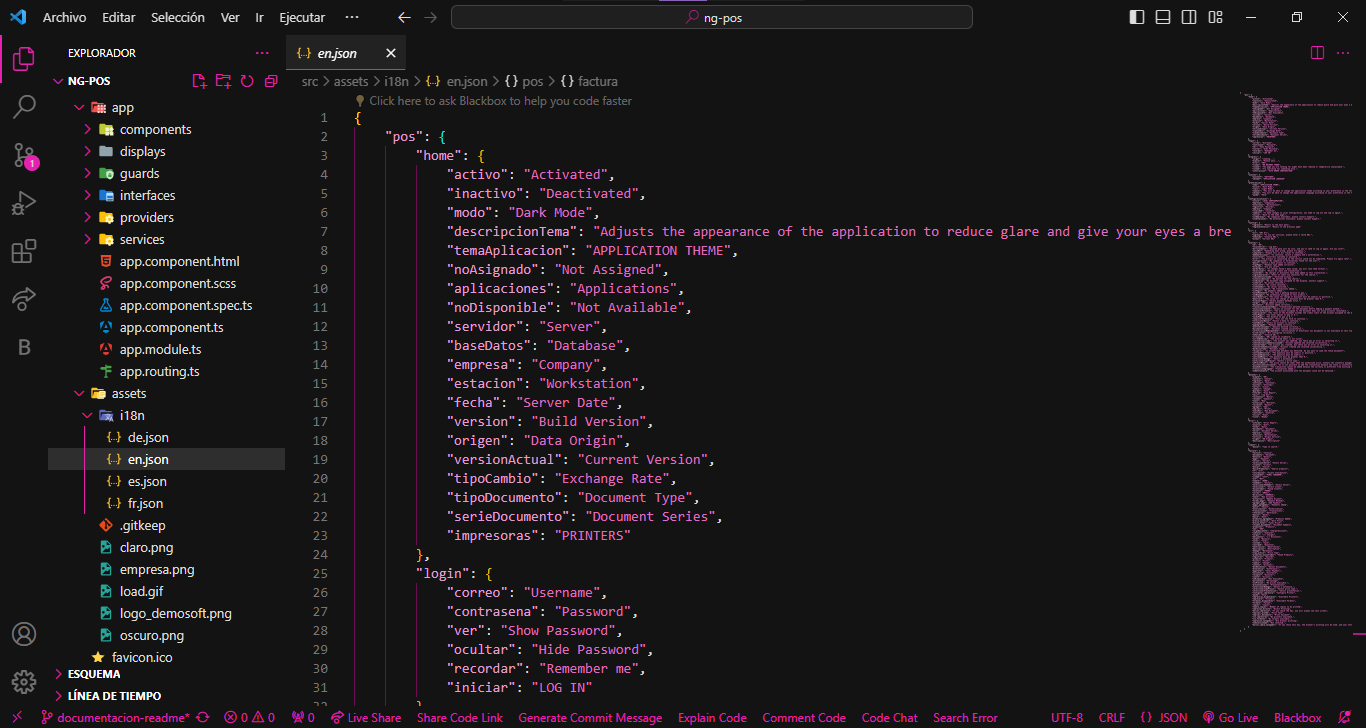 Archivo Editar Selección Ver Ir Ejecutar ··· ng-pos
EXPLORADOR ···
NG-POS
app
components
displays
guards
interfaces
providers
services
app.component.html
app.component.scss
app.component.spec.ts
app.component.ts
app.module.ts
app.routing.ts
assets
i18n
{..} de.json
{..} en.json
{..} es.json
{..} fr.json
.gitkeep
claro.png
empresa.png
load.gif
logo_demosoft.png
oscuro.png
favicon.ico
ESQUEMA
LÍNEA DE TIEMPO
1
B
{..} en.json
src > assets > i18n > {..} en.json > {} pos > {} factura
Click here to ask Blackbox to help you code faster
1 {
2 "pos": {
3 "home": {
4 "activo": "Activated",
5 "inactivo": "Deactivated",
6 "modo": "Dark Mode",
7 "descripcionTema": "Adjusts the appearance of the application to reduce glare and give your eyes a bre
8 "temaAplicacion": "APPLICATION THEME",
9 "noAsignado": "Not Assigned",
10 "aplicaciones": "Applications",
11 "noDisponible": "Not Available",
12 "servidor": "Server",
13 "baseDatos": "Database",
14 "empresa": "Company",
15 "estacion": "Workstation",
16 "fecha": "Server Date",
17 "version": "Build Version",
18 "origen": "Data Origin",
19 "versionActual": "Current Version",
20 "tipoCambio": "Exchange Rate",
21 "tipoDocumento": "Document Type",
22 "serieDocumento": "Document Series",
23 "impresoras": "PRINTERS"
24 },
25 "login": {
26 "correo": "Username",
27 "contrasena": "Password",
28 "ver": "Show Password",
29 "ocultar": "Hide Password",
30 "recordar": "Remember me",
31 "iniciar": "LOG IN"
documentacion-readme* 0 0 0 Live Share Share Code Link Generate Commit Message Explain Code Comment Code Code Chat Search Error UTF-8 CRLF {} JSON Go Live Blackbox